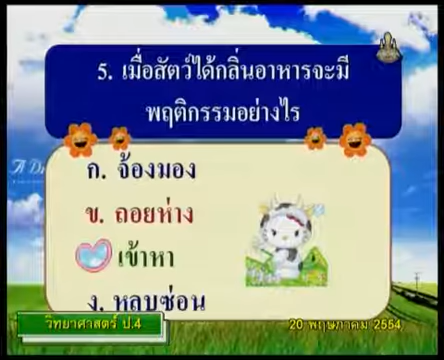 5. เมื่อสัตว์ได้กลิ่นอาหารจะมี
พฤติกรรมอย่างไร
ก. จ้องมอง
ข. ถอยห่าง
เข้าหา
ง. หลบซ่อน
วิทยาศาสตร์ ป.4
20 พฤษภาคม 2554